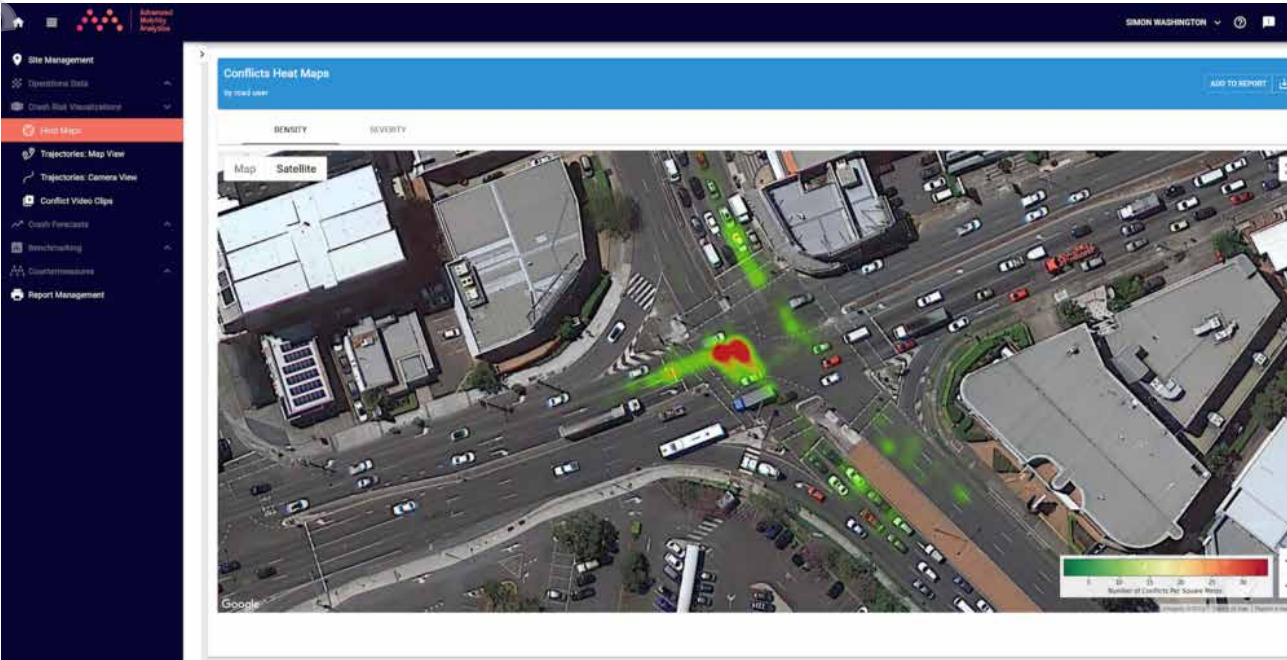 Advanced
Mobility
Analytics
SIMON WASHINGTON
Site Management
Operations Data
Crash Risk Visualizations
Heat Maps
Trajectories: Map View
Trajectories: Camera View
Conflict Video Clips
Crash Forecasts
Benchmarking
Countermeasures
Report Management
Conflicts Heat Maps
by road user
ADD TO REPORT
DENSITY SEVERITY
Map Satellite
Google
5 10 15 20 25 30
Number of Conflicts Per Square Metre